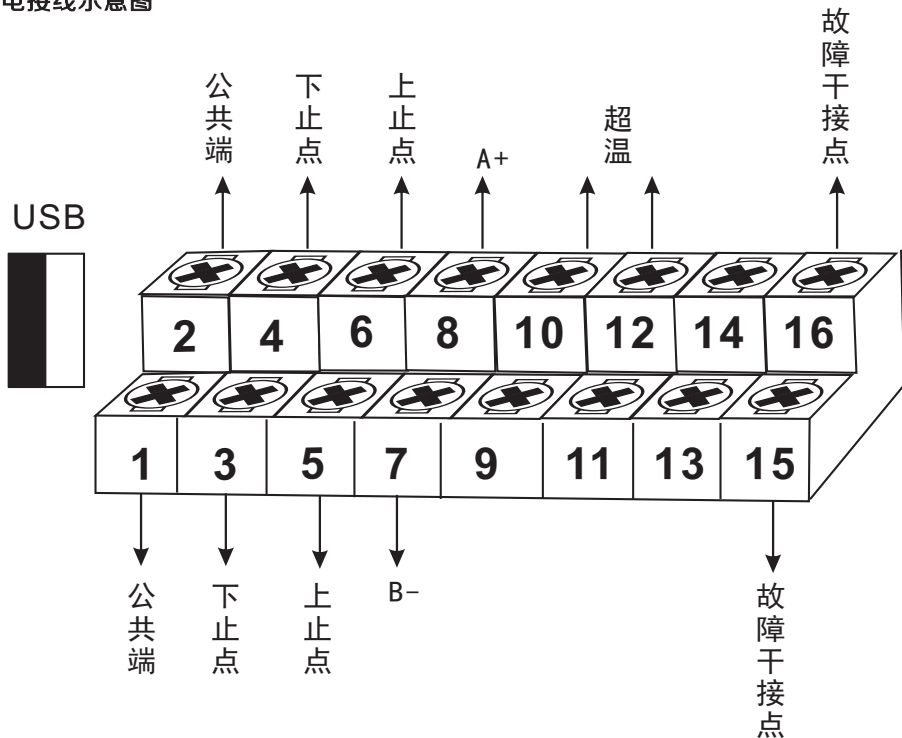 电接线示意图
公共端
下止点
上止点
A+
超温
故障干接点
USB
2 4 6 8 10 12 14 16
1 3 5 7 9 11 13 15
公共端
下止点
上止点
B-
故障干接点